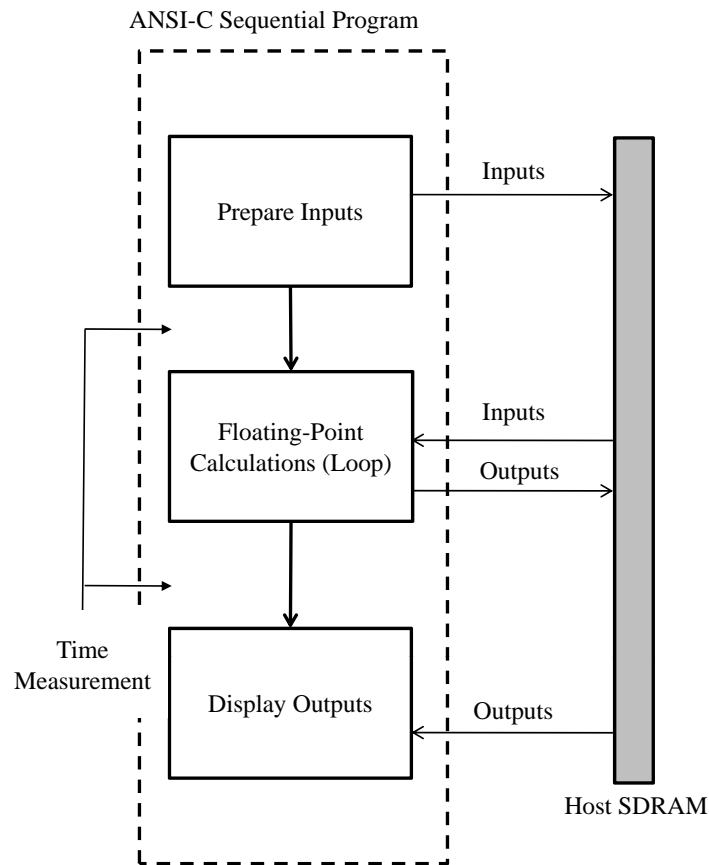 ANSI-C Sequential Program
Prepare Inputs
Inputs
Floating-Point
Calculations (Loop)
Inputs
Outputs
Time
Measurement
Display Outputs
Outputs
Host SDRAM